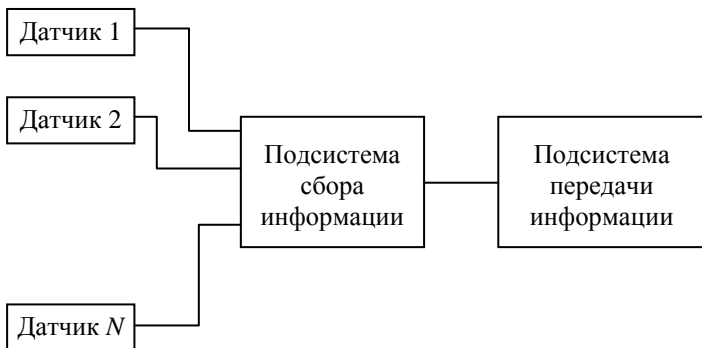 Датчик 1
Датчик 2
Датчик N
Подсистема
сбора
информации
Подсистема
передачи
информации